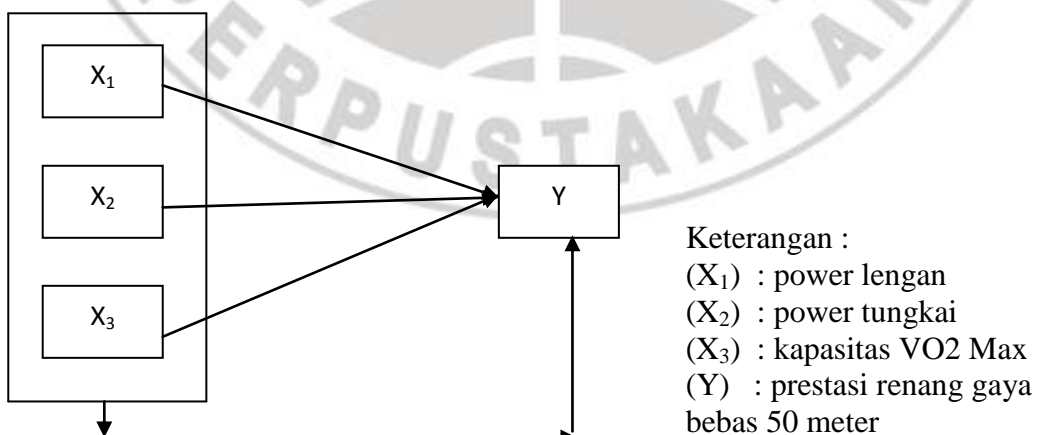 PERPUSTAKAAN
X₁
X₂
Y
X₃
Keterangan :
(X₁) : power lengan
(X₂) : power tungkai
(X₃) : kapasitas VO2 Max
(Y) : prestasi renang gaya
bebas 50 meter